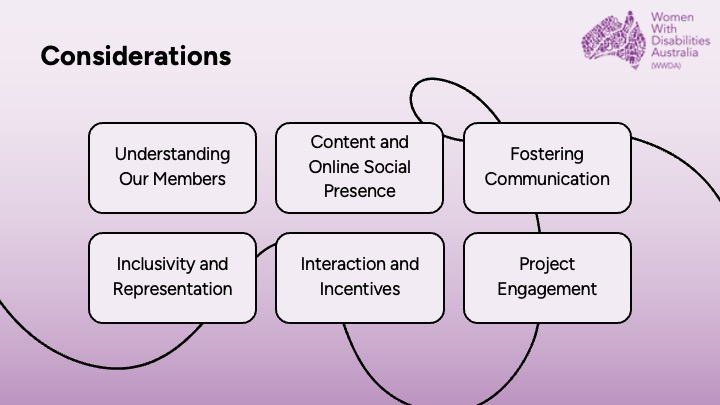 Considerations
Women
With
Disabilities
Australia
(WWDA)
Understanding
Our Members
Content and
Online Social
Presence
Fostering
Communication
Inclusivity and
Representation
Interaction and
Incentives
Project
Engagement